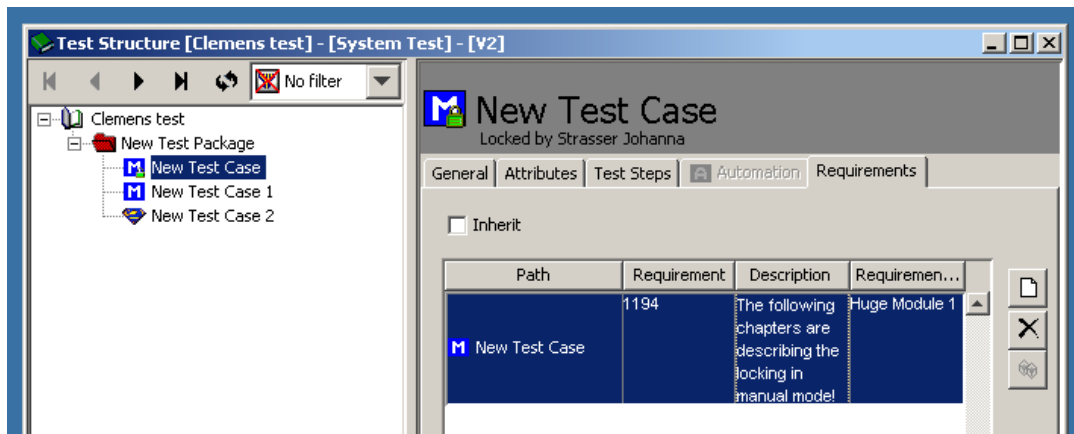 Test Structure [Clemens test] - [System Test] - [V2]
No filter
Clemens test
New Test Package
New Test Case
New Test Case 1
New Test Case 2
M New Test Case
Locked by Strasser Johanna
General Attributes Test Steps A Automation Requirements
Inherit
Path Requirement Description Requiremen...
M New Test Case
1194
The following
chapters are
describing the
locking in
manual mode!
Huge Module 1